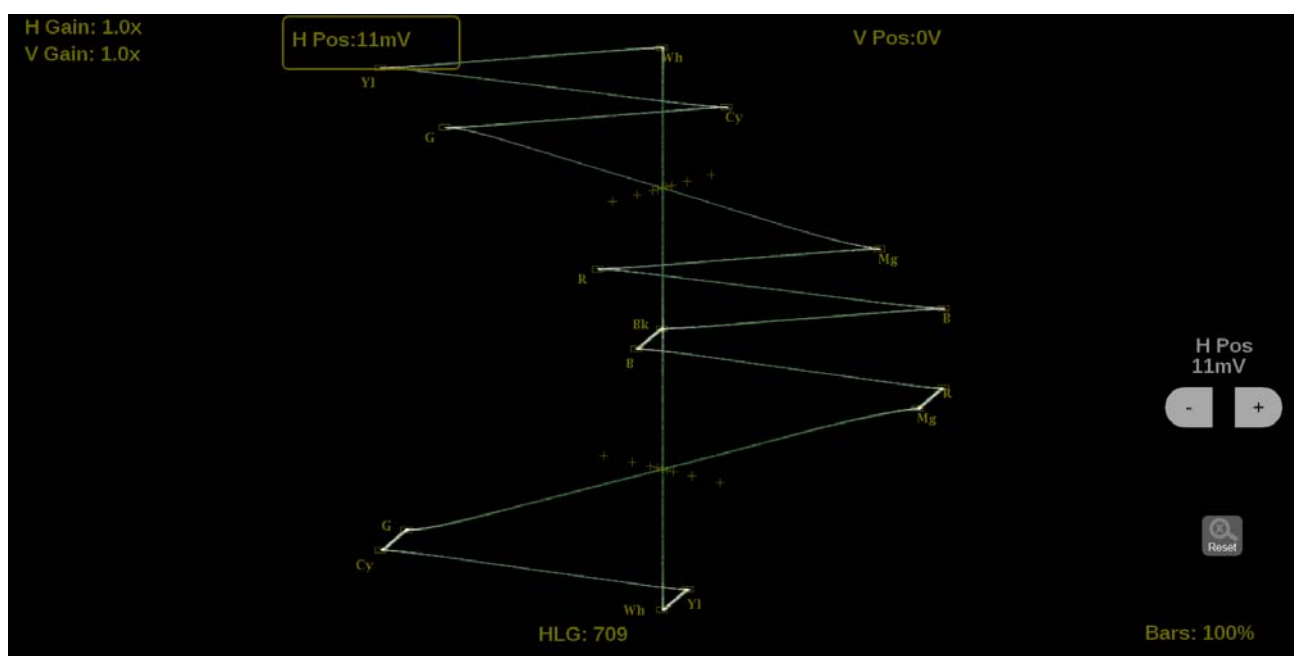 H Gain: 1.0x
V Gain: 1.0x
H Pos:11mV
V Pos:0V
Wh
Yl
Cy
G
Mg
R
B
Bk
B
R
Mg
G
Cy
Wh
Yl
H Pos
11mV
-
+
Reset
HLG: 709
Bars: 100%